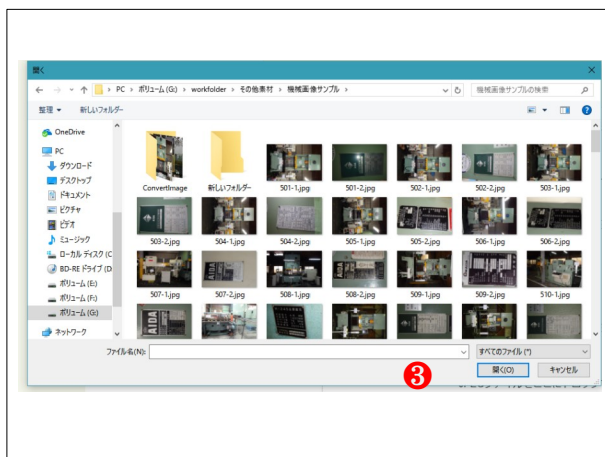 開く
PC › ボリューム (G:) › workfolder › その他素材 › 機械画像サンプル ›
機械画像サンプルの検索
整理
新しいフォルダー
OneDrive
PC
ダウンロード
デスクトップ
ドキュメント
ピクチャ
ビデオ
ミュージック
ローカル ディスク (C
BD-RE ドライブ (D
ボリューム (E:)
ボリューム (F:)
ボリューム (G:)
ネットワーク
ConvertImage
新しいフォルダー
501-1.jpg
501-2.jpg
502-1.jpg
502-2.jpg
503-1.jpg
503-2.jpg
504-1.jpg
504-2.jpg
505-1.jpg
505-2.jpg
506-1.jpg
506-2.jpg
507-1.jpg
507-2.jpg
508-1.jpg
508-2.jpg
509-1.jpg
509-2.jpg
510-1.jpg
AIDA
AIDA
ファイル名(N):
すべてのファイル (*)
3
開く(O)
キャンセル